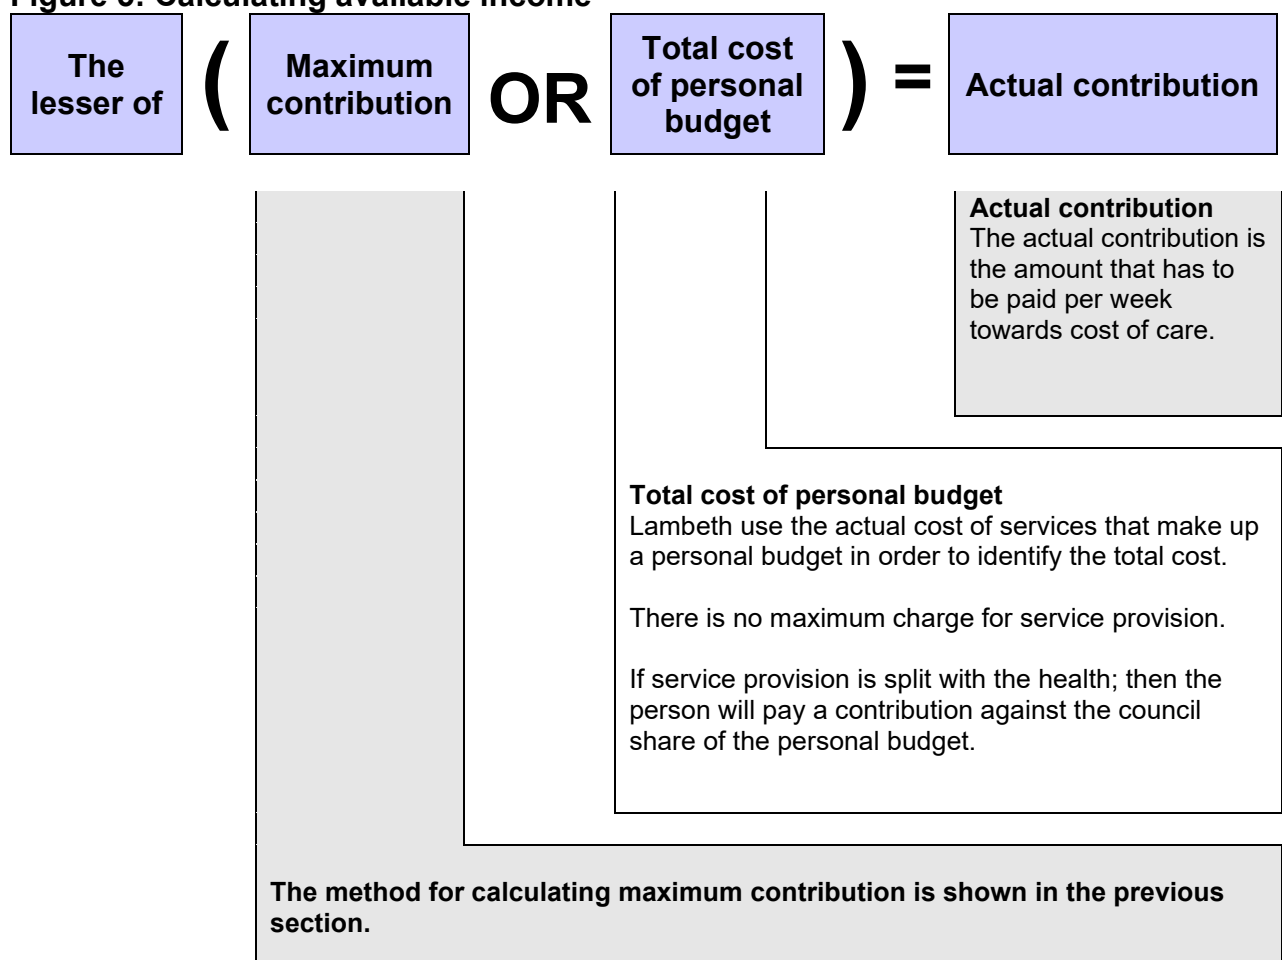 Figure Calculating available income
The
lesser of
(
Maximum
contribution
OR
Total cost
of personal
budget
)
=
Actual contribution
Actual contribution
The actual contribution is
the amount that has to
be paid per week
towards cost of care.
Total cost of personal budget
Lambeth use the actual cost of services that make up
a personal budget in order to identify the total cost.
There is no maximum charge for service provision.
If service provision is split with the health; then the
person will pay a contribution against the council
share of the personal budget.
The method for calculating maximum contribution is shown in the previous
section.